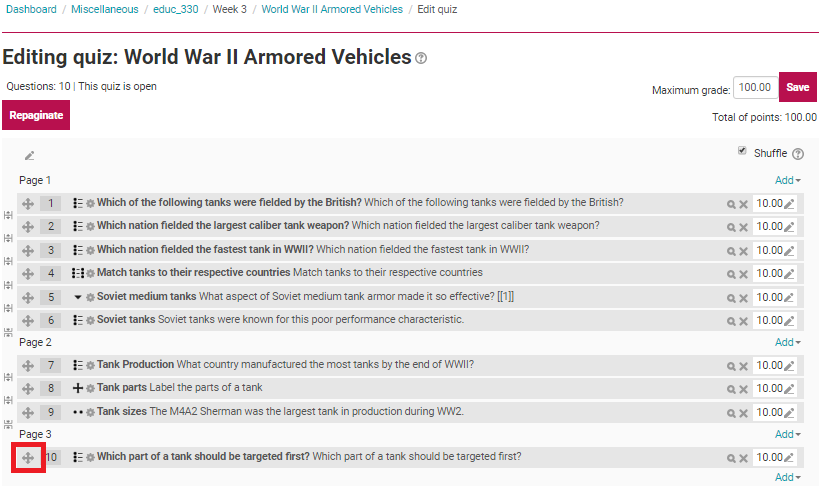 Dashboard / Miscellaneous / educ_330 / Week 3 / World War II Armored Vehicles / Edit quiz
Editing quiz: World War II Armored Vehicles
Questions: 10 | This quiz is open
Maximum grade: 100.00 Save
Repaginate
Total of points: 100.00
Shuffle
Page 1 Add
1 Which of the following tanks were fielded by the British? Which of the following tanks were fielded by the British? 10.00
2 Which nation fielded the largest caliber tank weapon? Which nation fielded the largest caliber tank weapon? 10.00
3 Which nation fielded the fastest tank in WWII? Which nation fielded the fastest tank in WWII? 10.00
4 Match tanks to their respective countries Match tanks to their respective countries 10.00
5 Soviet medium tanks What aspect of Soviet medium tank armor made it so effective? [[1]] 10.00
6 Soviet tanks Soviet tanks were known for this poor performance characteristic. 10.00
Page 2 Add
7 Tank Production What country manufactured the most tanks by the end of WWII? 10.00
8 Tank parts Label the parts of a tank 10.00
9 Tank sizes The M4A2 Sherman was the largest tank in production during WW2. 10.00
Page 3 Add
10 Which part of a tank should be targeted first? Which part of a tank should be targeted first? 10.00
Add